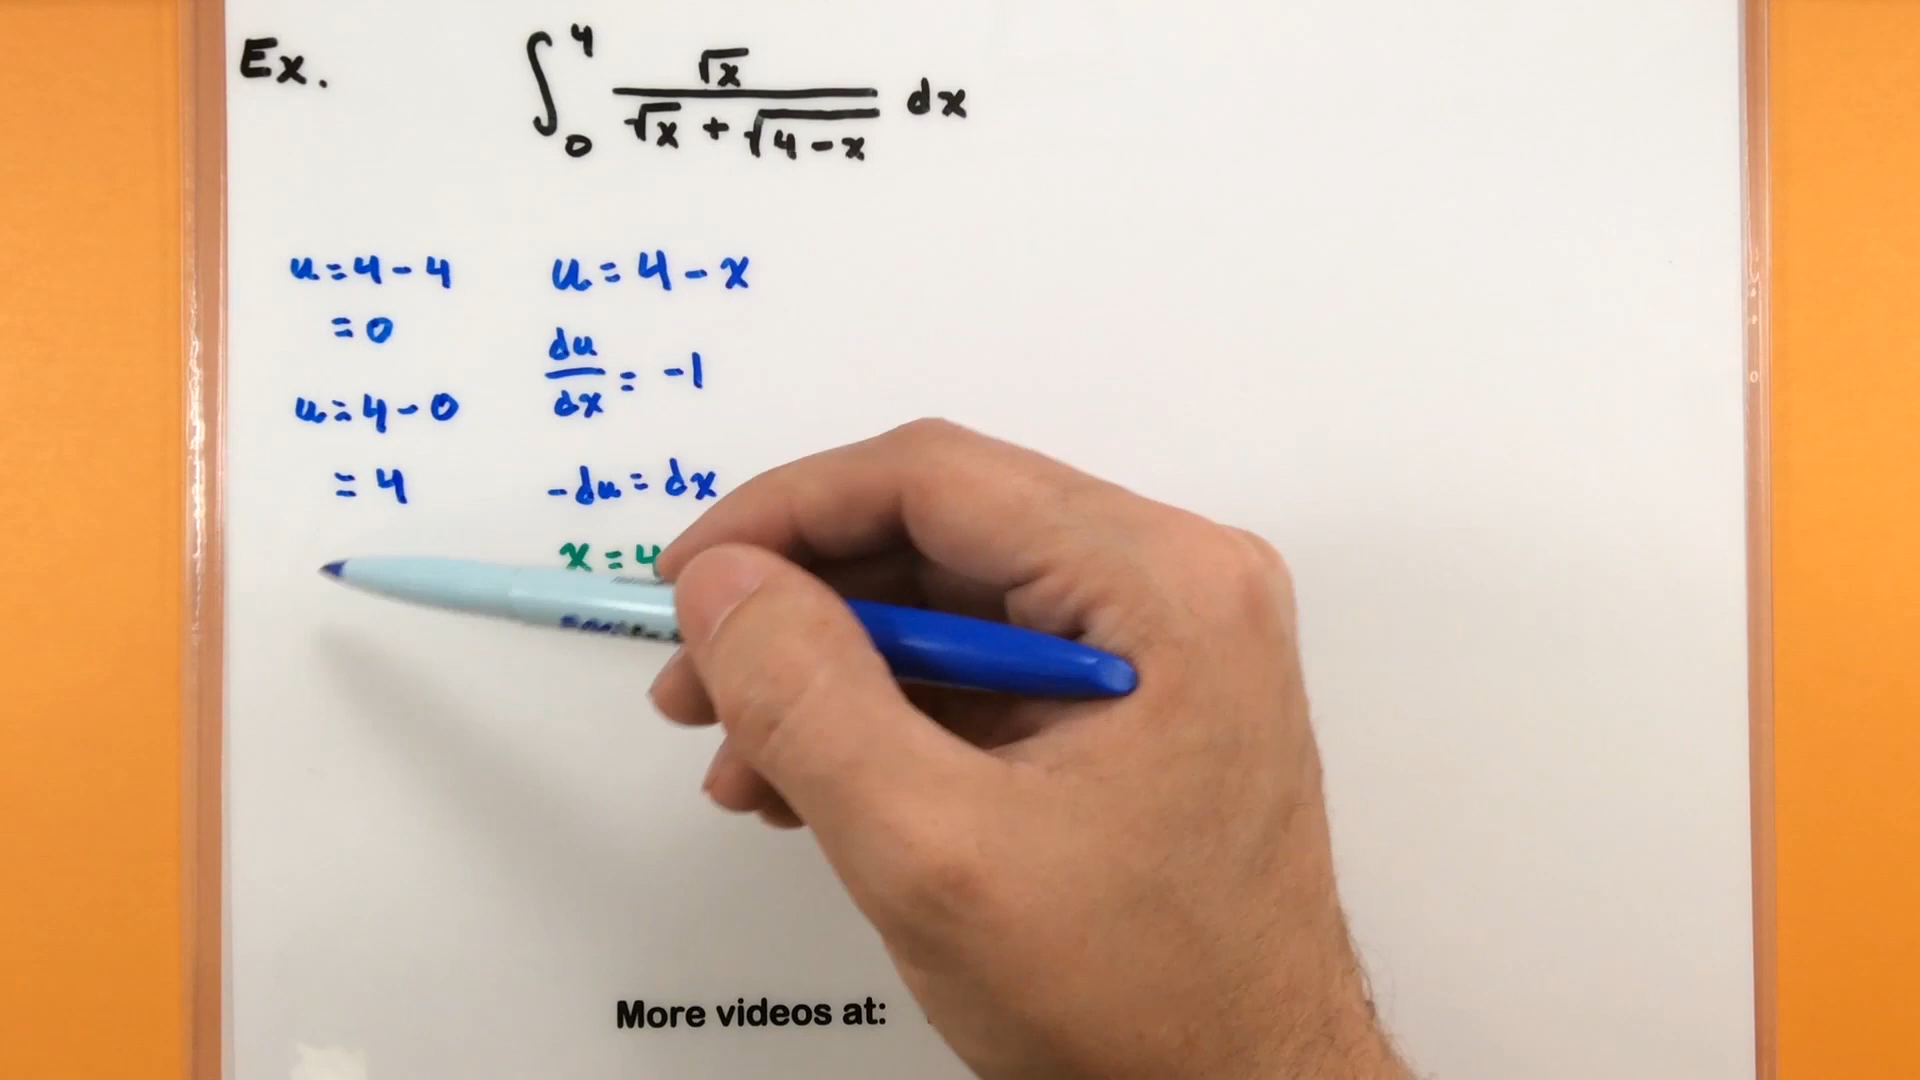 Ex. ∫₀⁴ √x / (√x + √(4-x)) dx
u = 4 - 4
= 0
u = 4 - 0
= 4
u = 4 - x
du/dx = -1
-du = dx
x = 4
More videos at: